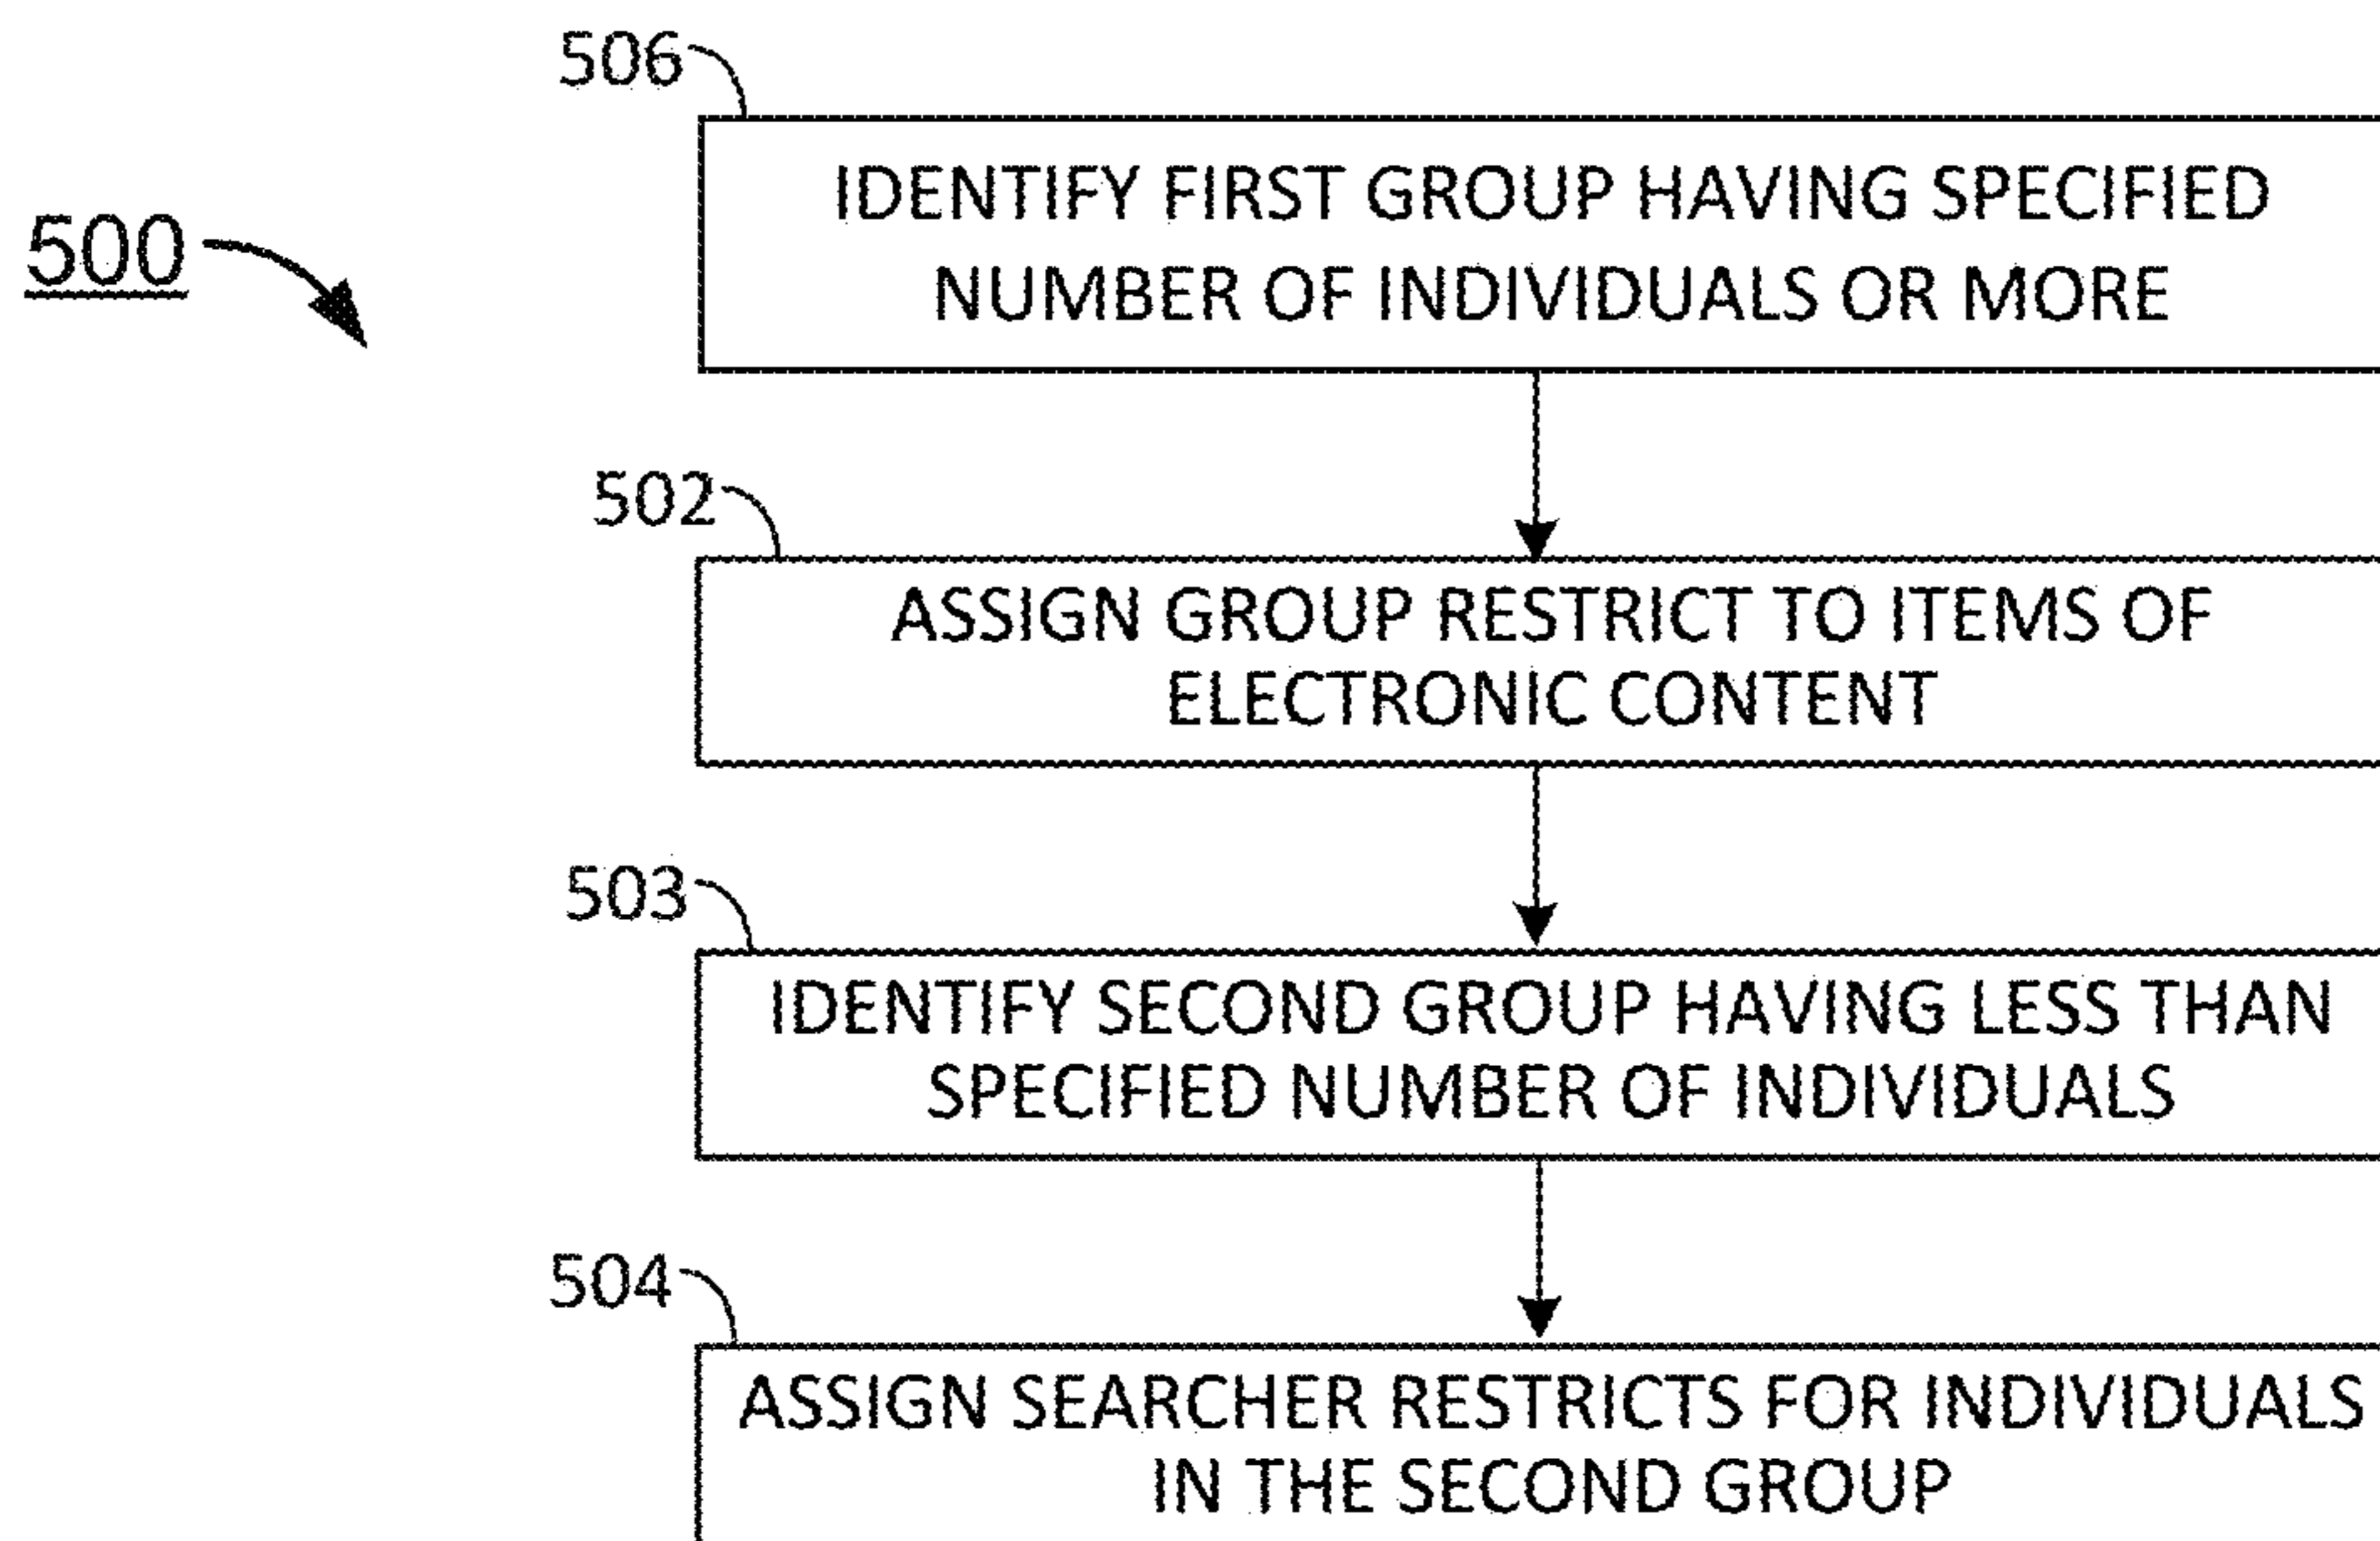 506
IDENTIFY FIRST GROUP HAVING SPECIFIED
NUMBER OF INDIVIDUALS OR MORE
500
502
ASSIGN GROUP RESTRICT TO ITEMS OF
ELECTRONIC CONTENT
503
IDENTIFY SECOND GROUP HAVING LESS THAN
SPECIFIED NUMBER OF INDIVIDUALS
504
ASSIGN SEARCHER RESTRICTS FOR INDIVIDUALS
IN THE SECOND GROUP